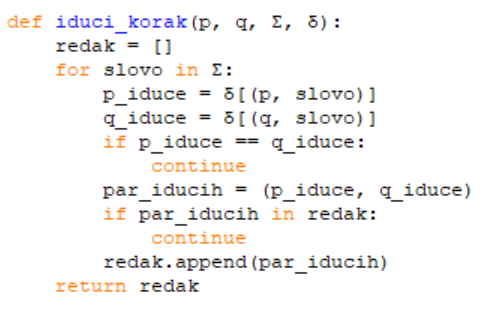 def iduci_korak(p, q, Σ, δ):
    redak = []
    for slovo in Σ:
        p_iduce = δ[(p, slovo)]
        q_iduce = δ[(q, slovo)]
        if p_iduce == q_iduce:
            continue
        par_iducih = (p_iduce, q_iduce)
        if par_iducih in redak:
            continue
        redak.append(par_iducih)
    return redak